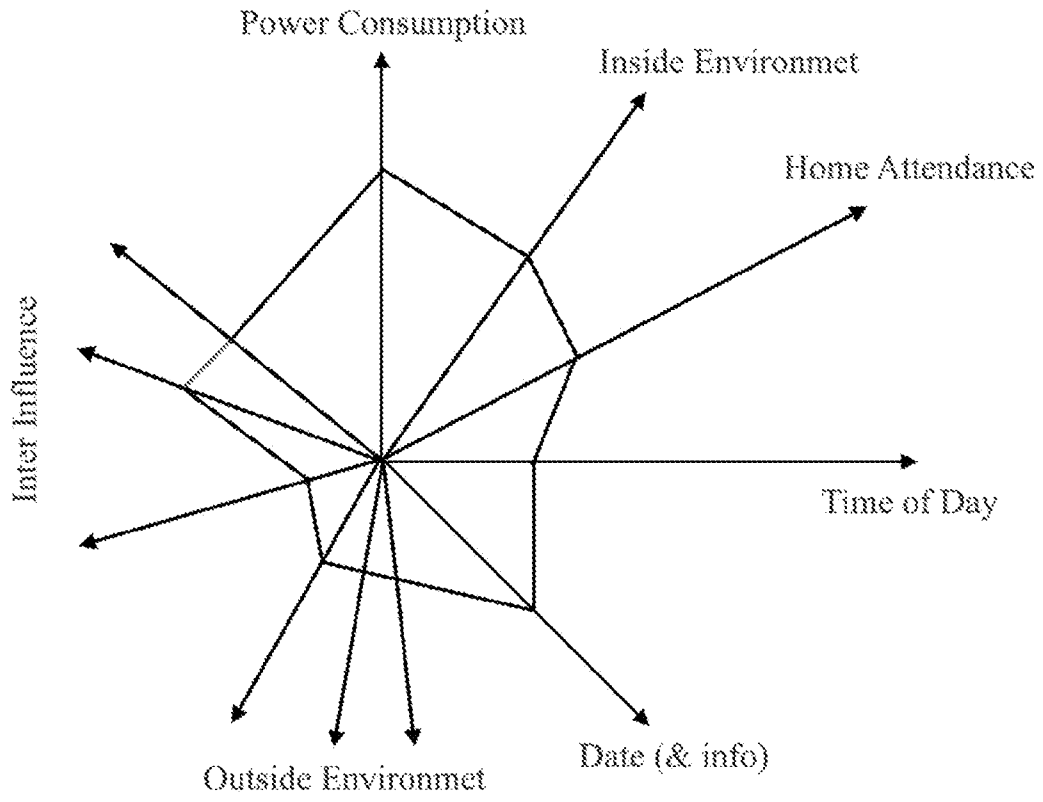 Power Consumption
Inside Environmet
Home Attendance
Inter Influence
Time of Day
Date (& info)
Outside Environmet